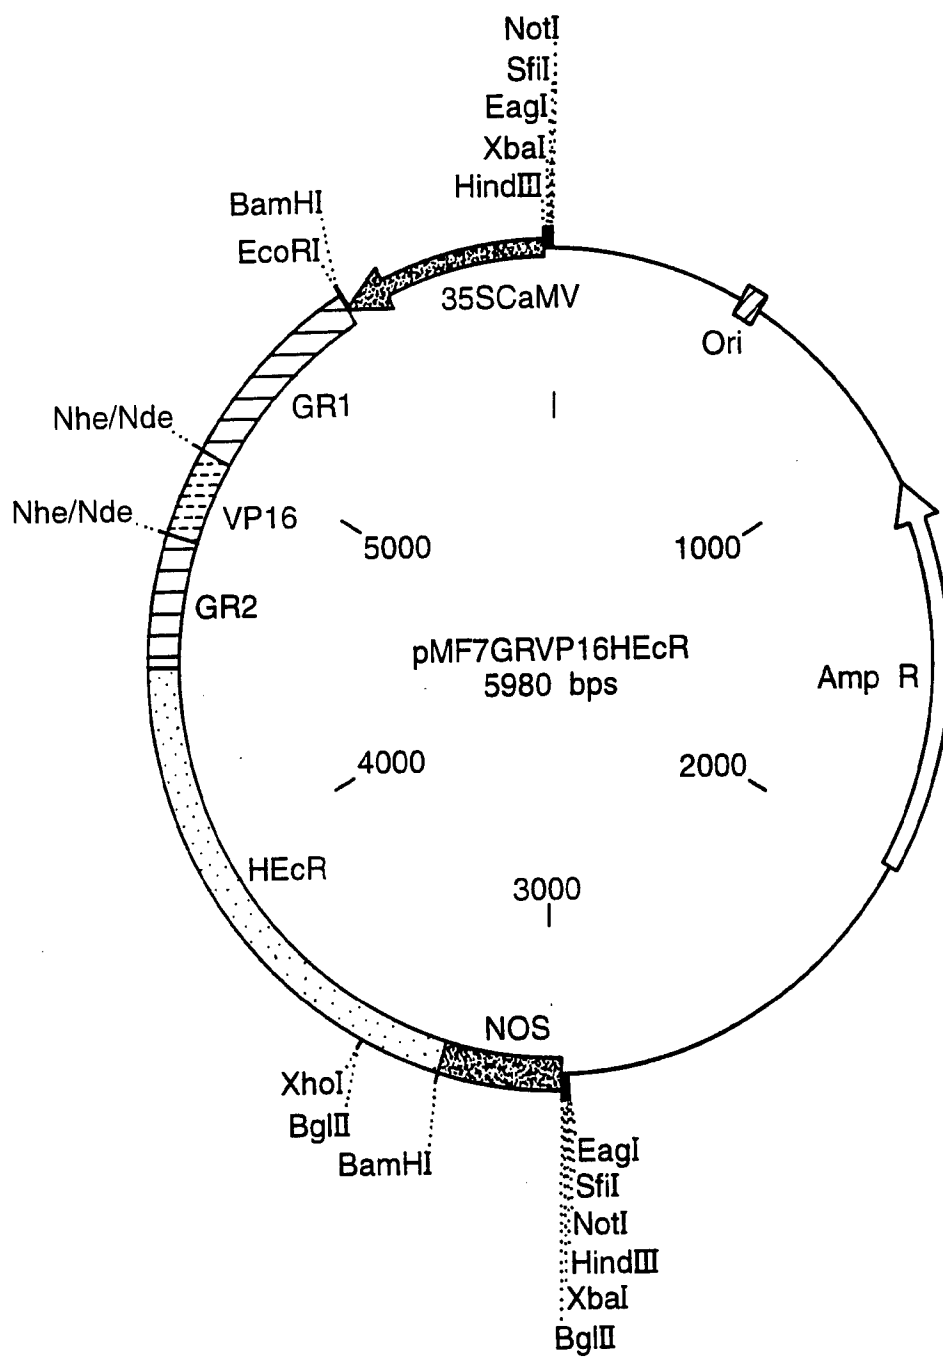 NotI
SfiI
EagI
XbaI
HindIII
BamHI
EcoRI
35SCaMV
Ori
GR1
Nhe/Nde
Nhe/Nde
VP16
5000
1000
GR2
pMF7GRVP16HEcR
5980 bps
Amp R
4000
2000
HEcR
3000
NOS
XhoI
BglII
BamHI
EagI
SfiI
NotI
HindIII
XbaI
BglII